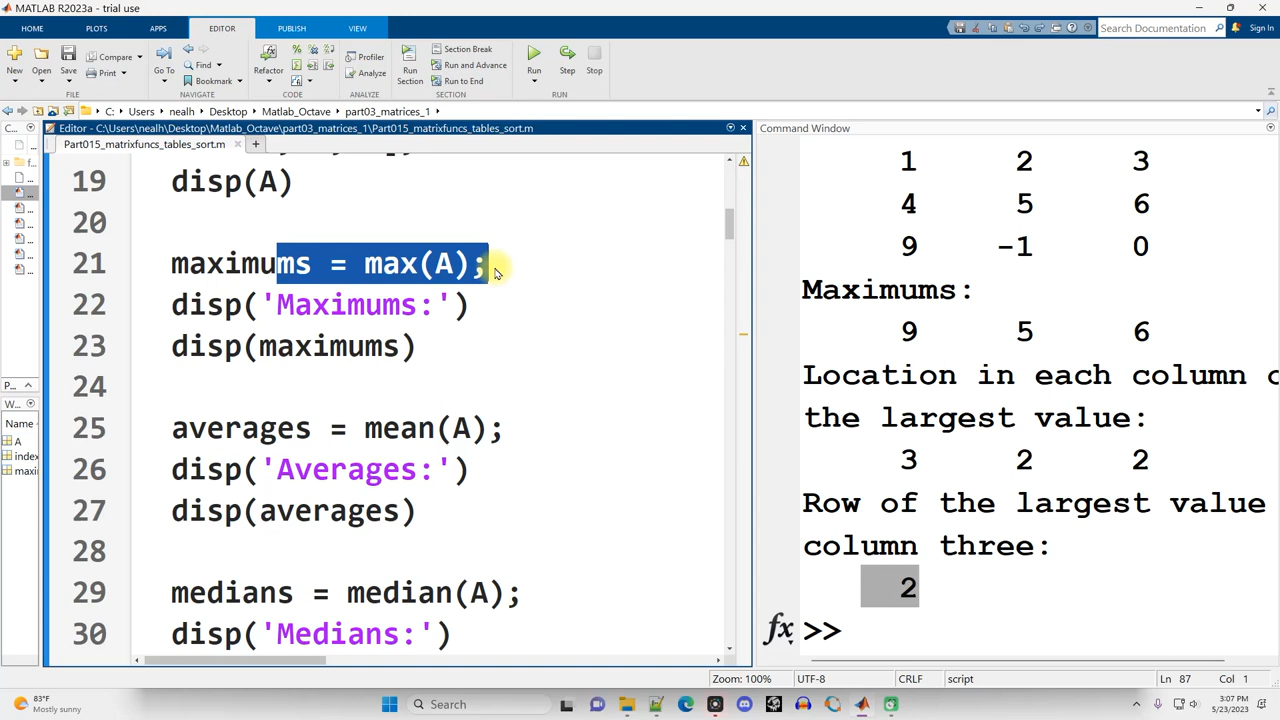 MATLAB R2023a - trial use
HOME PLOTS APPS EDITOR PUBLISH VIEW
Search Documentation Sign In
New Open Save Compare Print
Go To Find Bookmark
Refactor
Profiler
Analyze
Run Section
Section Break
Run and Advance
Run to End
Run Step Stop
FILE NAVIGATE CODE ANALYZE SECTION RUN
C: Users nealh Desktop Matlab_Octave part03_matrices_1
C...
Editor - C:\Users\nealh\Desktop\Matlab_Octave\part03_matrices_1\Part015_matrixfuncs_tables_sort.m
Part015_matrixfuncs_tables_sort.m +
19 disp(A)
20
21 maximums = max(A);
22 disp('Maximums:')
23 disp(maximums)
24
25 averages = mean(A);
26 disp('Averages:')
27 disp(averages)
28
29 medians = median(A);
30 disp('Medians:')
P...
W...
Name
A
index
maxi
Command Window
1 2 3
4 5 6
9 -1 0
Maximums:
9 5 6
Location in each column
the largest value:
3 2 2
Row of the largest value
column three:
2
fx >>
Zoom: 100% UTF-8 CRLF script Ln 87 Col 1
83°F
Mostly sunny
Search
3:07 PM
5/23/2023